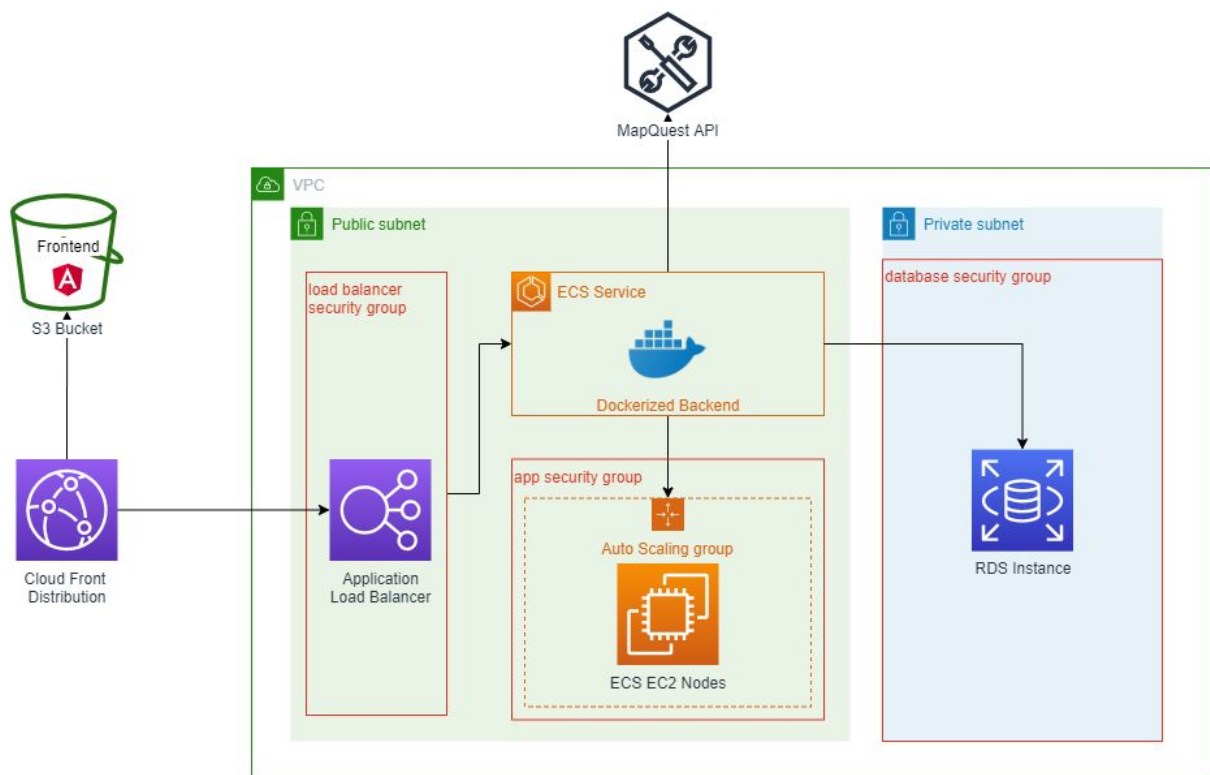 MapQuest API
VPC
Public subnet
Private subnet
Frontend
A
S3 Bucket
load balancer
security group
ECS Service
Dockerized Backend
database security group
app security group
Auto Scaling group
ECS EC2 Nodes
Cloud Front
Distribution
Application
Load Balancer
RDS Instance